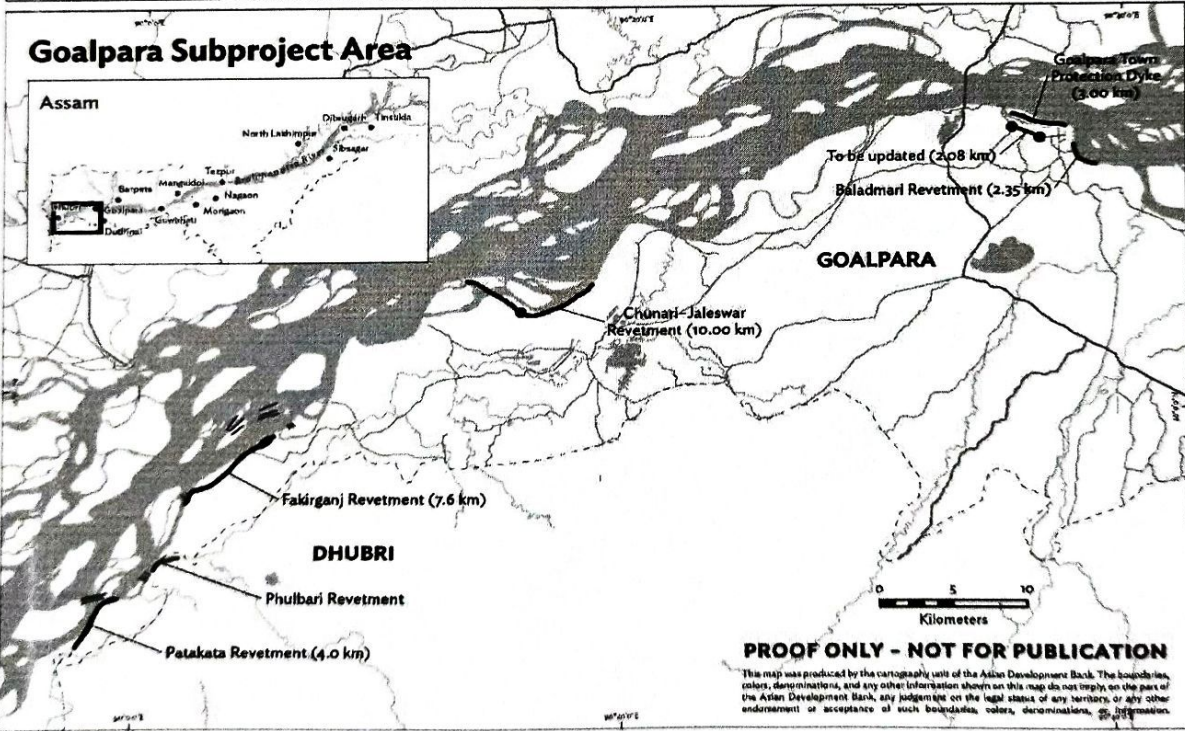 Goalpara Subproject Area
Assam
Dibrugarh
Tinsukia
North Lakhimpur
Sibsagar
Tezpur
Mangaldoi
Nagaon
Barpeta
Morigaon
Goalpara
Guwahati
Goalpara Town
Protection Dyke
(3.00 km)
To be updated (2.08 km)
Baladmari Revetment (2.35 km)
GOALPARA
Chunari-Jaleswar
Revetment (10.00 km)
Fakirganj Revetment (7.6 km)
DHUBRI
Phulbari Revetment
Patakata Revetment (4.0 km)
0 5 10
Kilometers
PROOF ONLY - NOT FOR PUBLICATION
This map was produced by the cartography unit of the Asian Development Bank. The boundaries,
colors, denominations, and any other information shown on this map do not imply, on the part of
the Asian Development Bank, any judgement on the legal status of any territory, or any other
endorsement or acceptance of such boundaries, colors, denominations, or information.